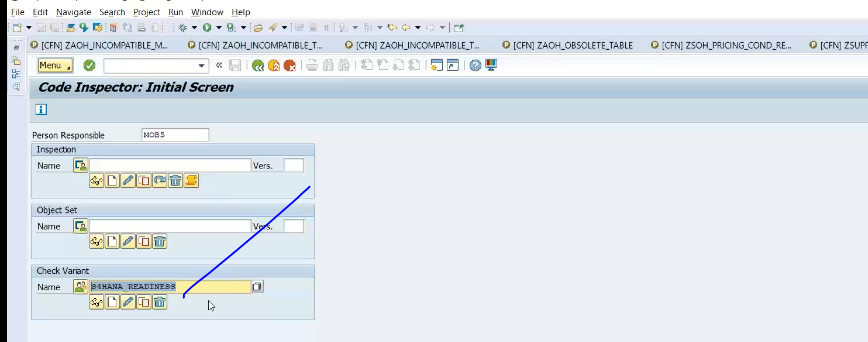 File Edit Navigate Search Project Run Window Help
[CFN] ZAOH_INCOMPATIBLE_M... [CFN] ZAOH_INCOMPATIBLE_T... [CFN] ZAOH_INCOMPATIBLE_T... [CFN] ZAOH_OBSOLETE_TABLE [CFN] ZSOH_PRICING_COND_RE... [CFN] ZSUPP
Menu
Code Inspector: Initial Screen
Person Responsible MOB5
Inspection
Name Vers.
Object Set
Name Vers.
Check Variant
Name S4HANA_READINESS